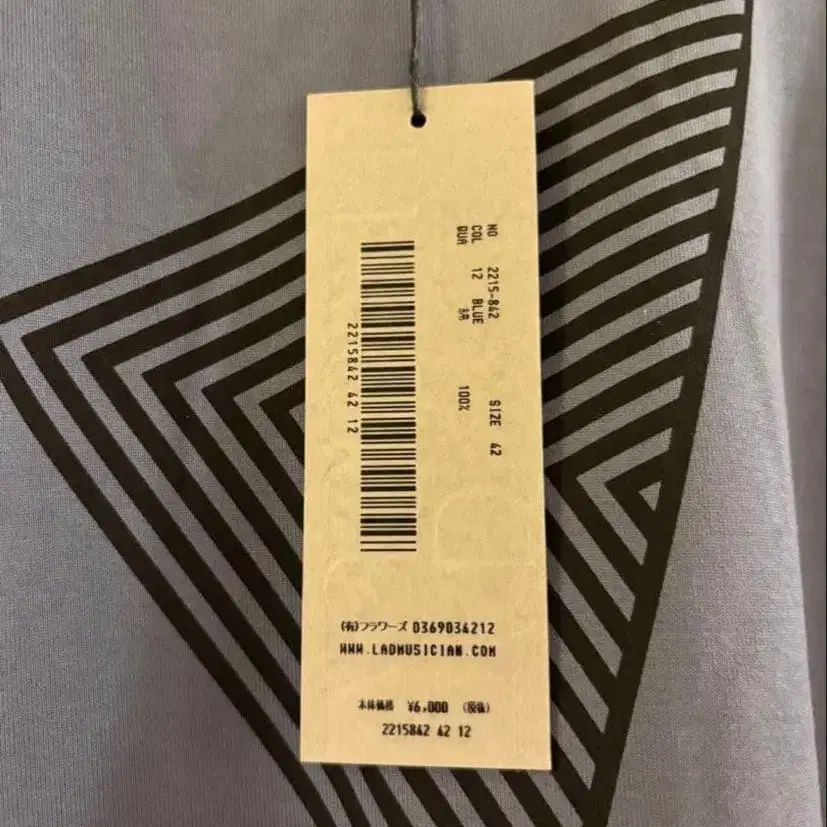 NO 2215-842 SIZE 42
COL 12 BLUE
QUA 綿 100%
2215842 42 12
(有)フラワーズ 0369034212
WWW.LADMUSICIAN.COM
本体価格 ¥6,000 (税抜)
2215842 42 12